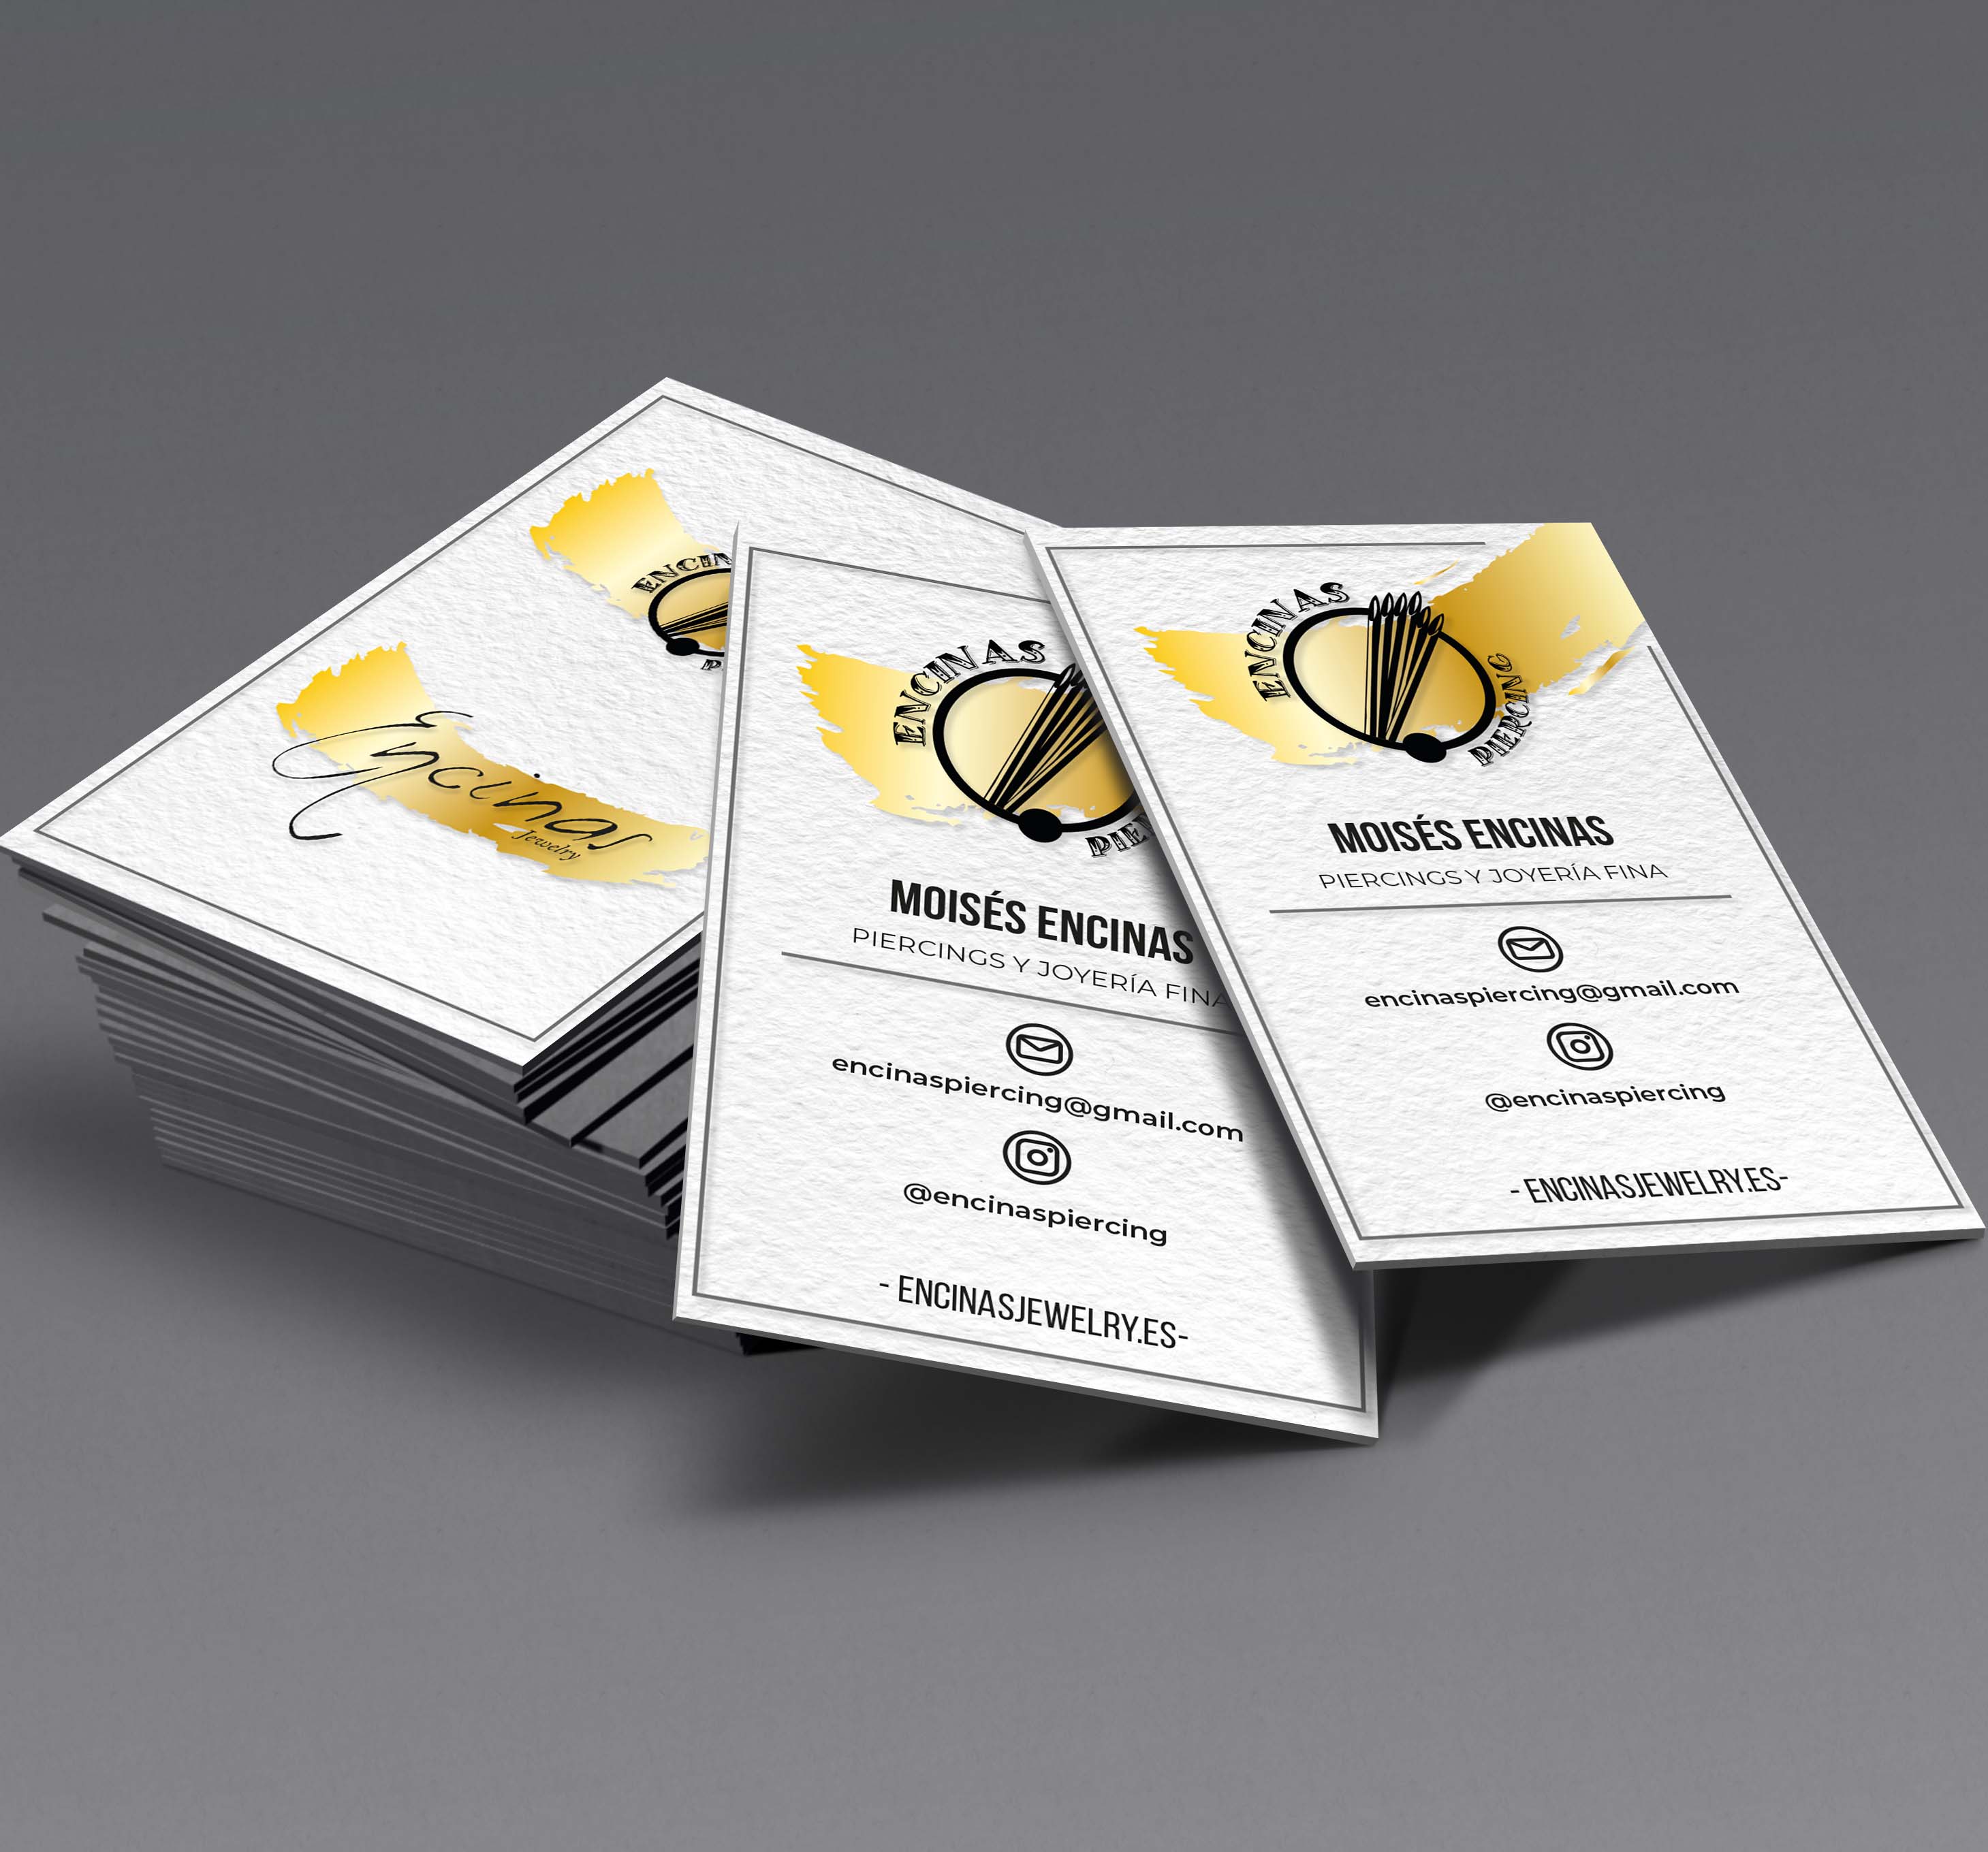 ENCINAS
Encinas
Jewelry
ENCINAS
MOISÉS ENCINAS
PIERCINGS Y JOYERÍA FINA
encinaspiercing@gmail.com
@encinaspiercing
- ENCINASJEWELRY.ES-
ENCINAS
PIERCING
MOISÉS ENCINAS
PIERCINGS Y JOYERÍA FINA
encinaspiercing@gmail.com
@encinaspiercing
- ENCINASJEWELRY.ES-